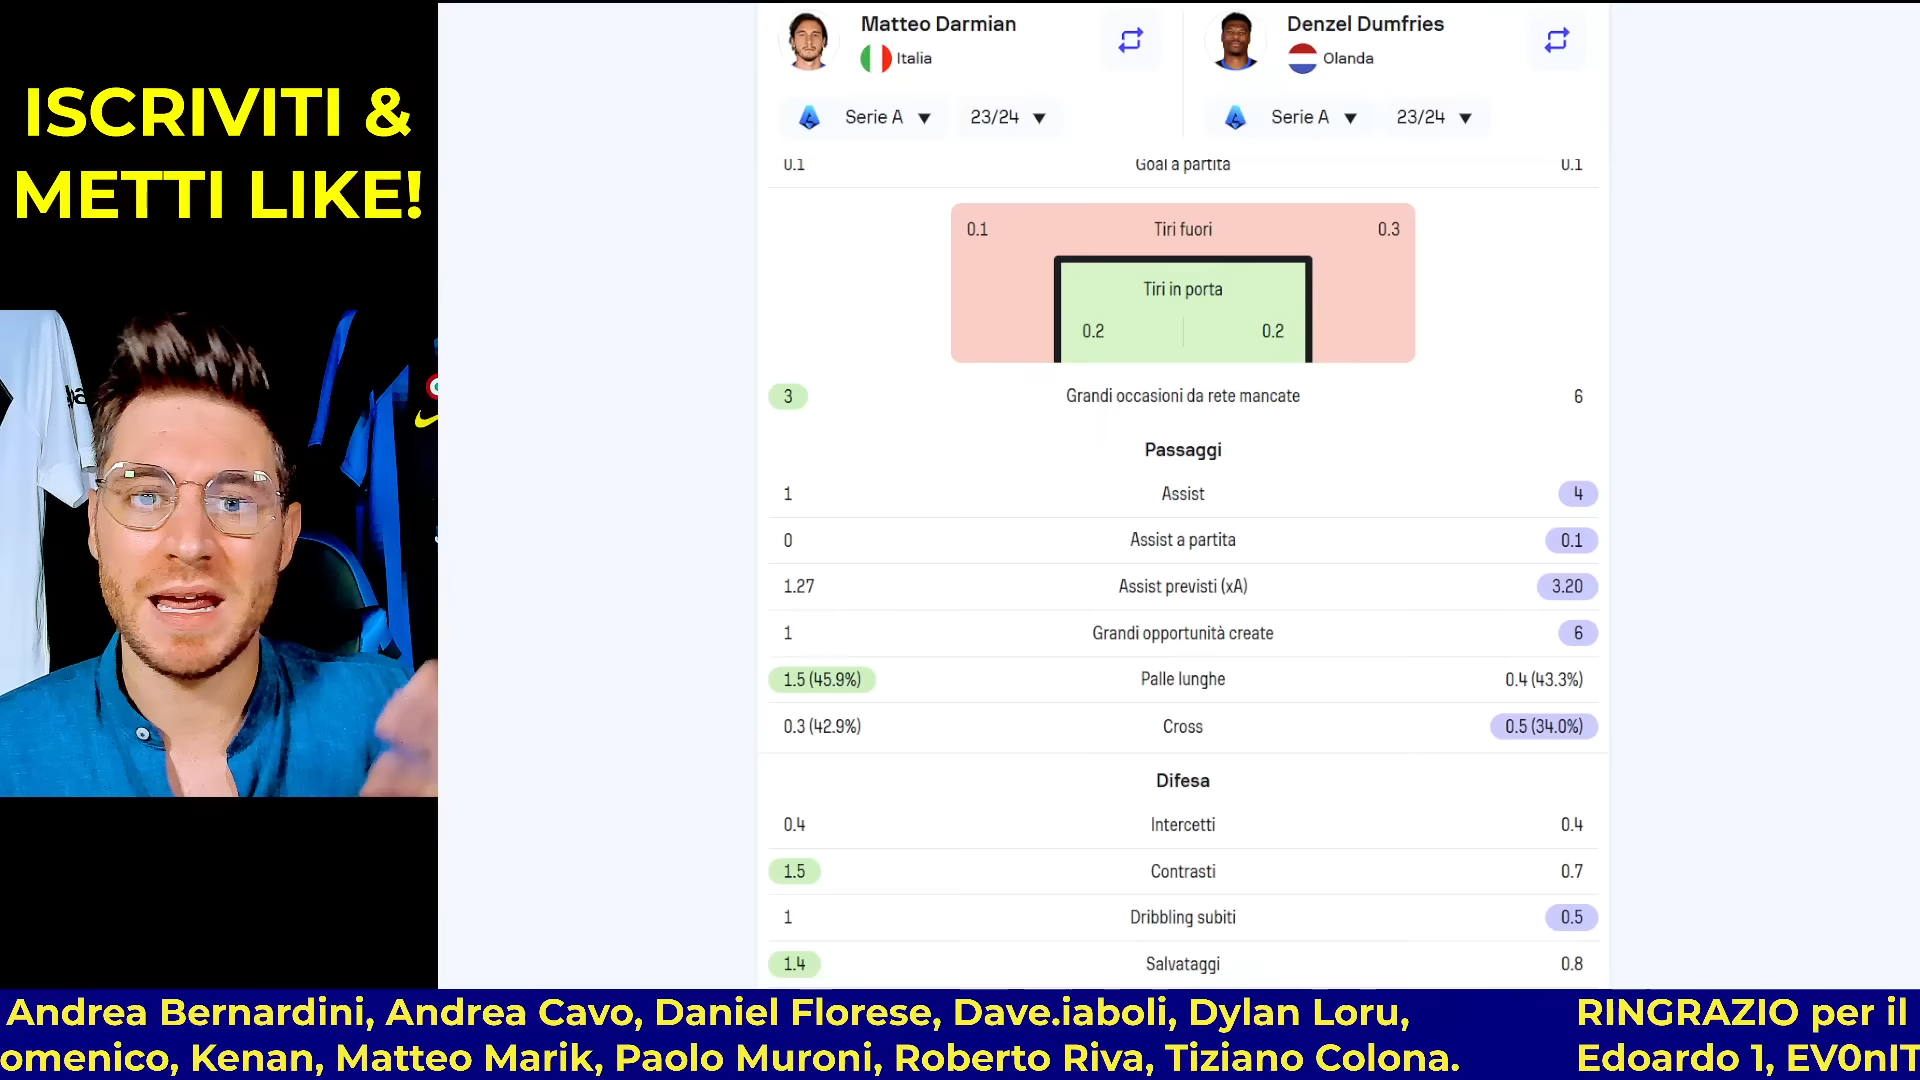 ISCRIVITI &
METTI LIKE!
Matteo Darmian
Italia
Denzel Dumfries
Olanda
Serie A 23/24
Serie A 23/24
0.1 Goal a partita 0.1
0.1 Tiri fuori 0.3
Tiri in porta
0.2 0.2
3 Grandi occasioni da rete mancate 6
Passaggi
1 Assist 4
0 Assist a partita 0.1
1.27 Assist previsti (xA) 3.20
1 Grandi opportunità create 6
1.5 (45.9%) Palle lunghe 0.4 (43.3%)
0.3 (42.9%) Cross 0.5 (34.0%)
Difesa
0.4 Intercetti 0.4
1.5 Contrasti 0.7
1 Dribbling subiti 0.5
1.4 Salvataggi 0.8
Andrea Bernardini, Andrea Cavo, Daniel Florese, Dave.iaboli, Dylan Loru, RINGRAZIO per il
omenico, Kenan, Matteo Marik, Paolo Muroni, Roberto Riva, Tiziano Colona. Edoardo 1, EV0nIT